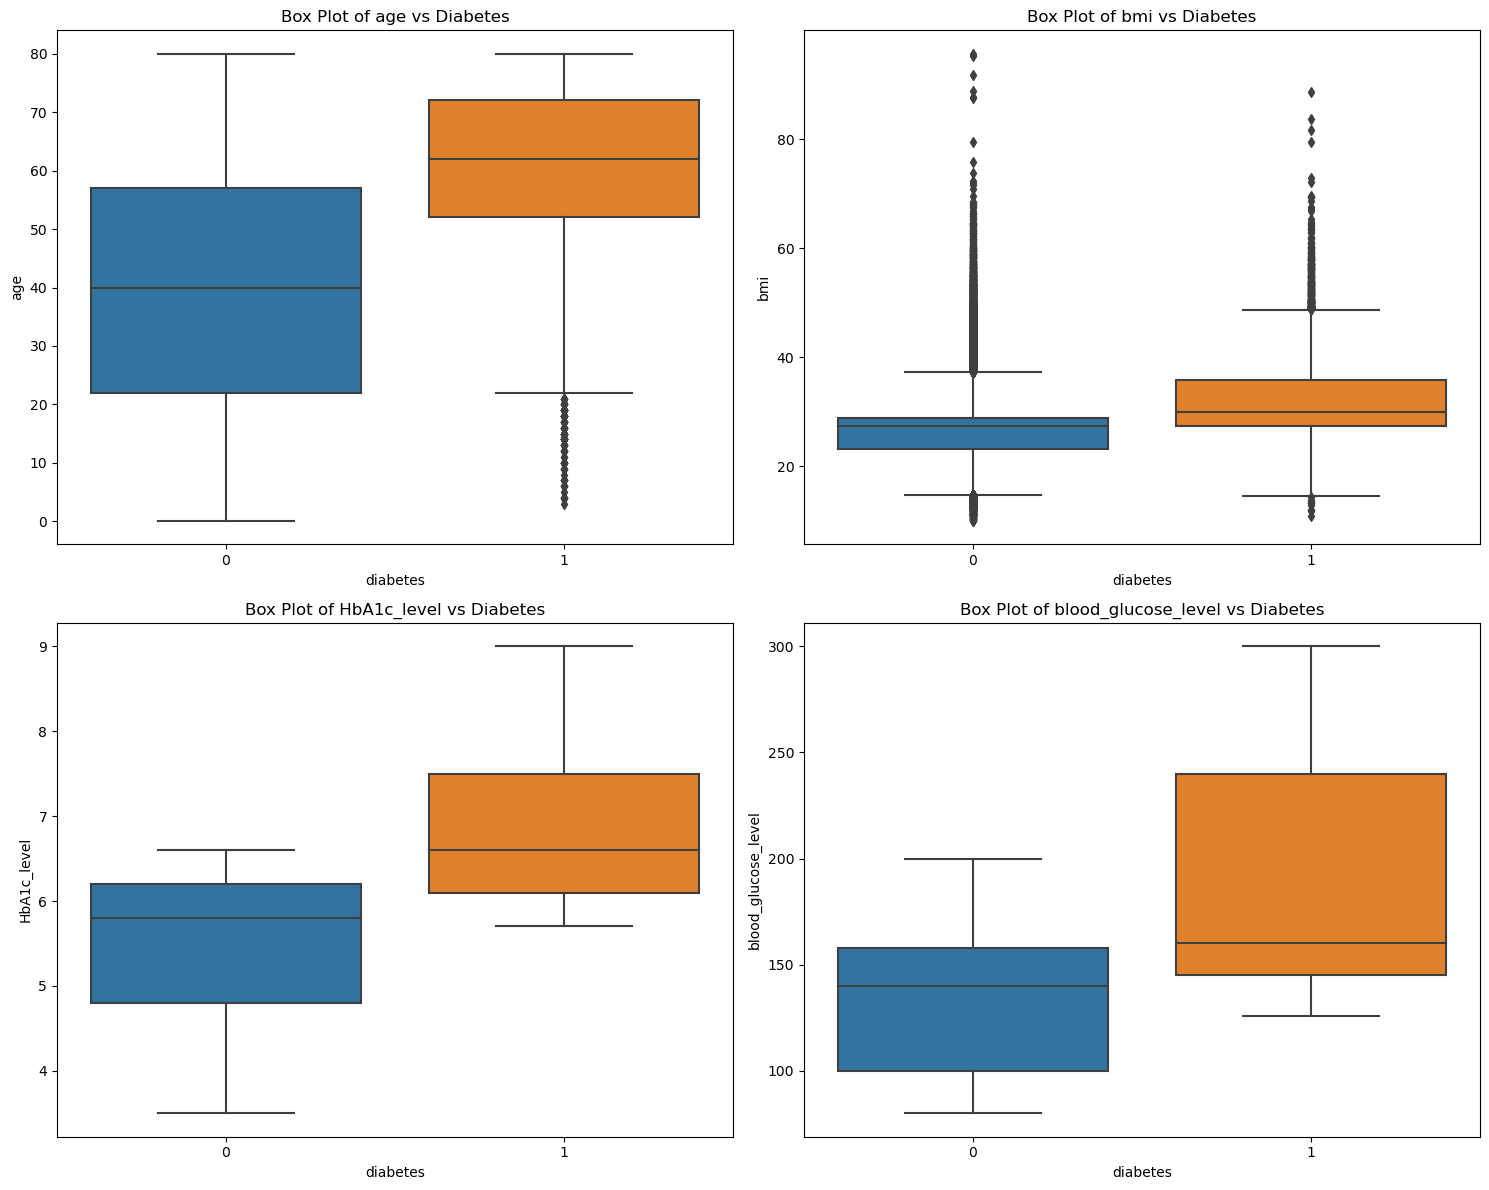 Box Plot of age vs Diabetes
age
80
70
60
50
40
30
20
10
0
0 1
diabetes
Box Plot of bmi vs Diabetes
bmi
80
60
40
20
0 1
diabetes
Box Plot of HbA1c_level vs Diabetes
HbA1c_level
9
8
7
6
5
4
0 1
diabetes
Box Plot of blood_glucose_level vs Diabetes
blood_glucose_level
300
250
200
150
100
0 1
diabetes